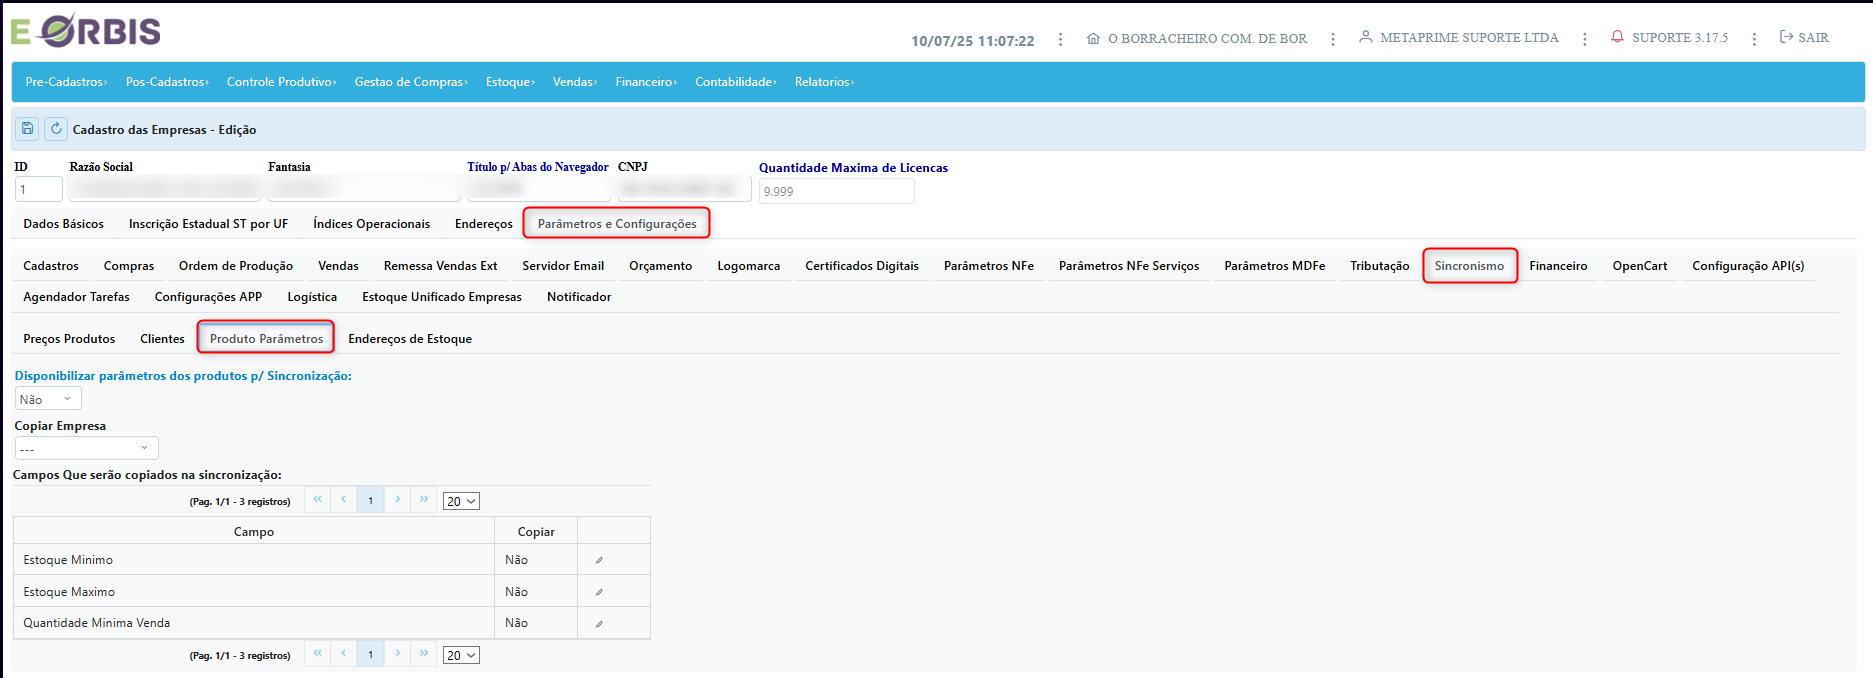 E ORBIS
10/07/25 11:07:22 O BORRACHEIRO COM. DE BOR METAPRIME SUPORTE LTDA SUPORTE 3.17.5 SAIR
Pre-Cadastros› Pos-Cadastros› Controle Produtivo› Gestao de Compras› Estoque› Vendas› Financeiro› Contabilidade› Relatorios›
Cadastro das Empresas - Edição
ID Razão Social Fantasia Título p/ Abas do Navegador CNPJ Quantidade Maxima de Licencas
1 9.999
Dados Básicos Inscrição Estadual ST por UF Índices Operacionais Endereços Parâmetros e Configurações
Cadastros Compras Ordem de Produção Vendas Remessa Vendas Ext Servidor Email Orçamento Logomarca Certificados Digitais Parâmetros NFe Parâmetros NFe Serviços Parâmetros MDFe Tributação Sincronismo Financeiro OpenCart Configuração API(s)
Agendador Tarefas Configurações APP Logística Estoque Unificado Empresas Notificador
Preços Produtos Clientes Produto Parâmetros Endereços de Estoque
Disponibilizar parâmetros dos produtos p/ Sincronização:
Não
Copiar Empresa
---
Campos Que serão copiados na sincronização:
(Pag. 1/1 - 3 registros) 1 20
Campo Copiar
Estoque Minimo Não
Estoque Maximo Não
Quantidade Minima Venda Não
(Pag. 1/1 - 3 registros) 1 20